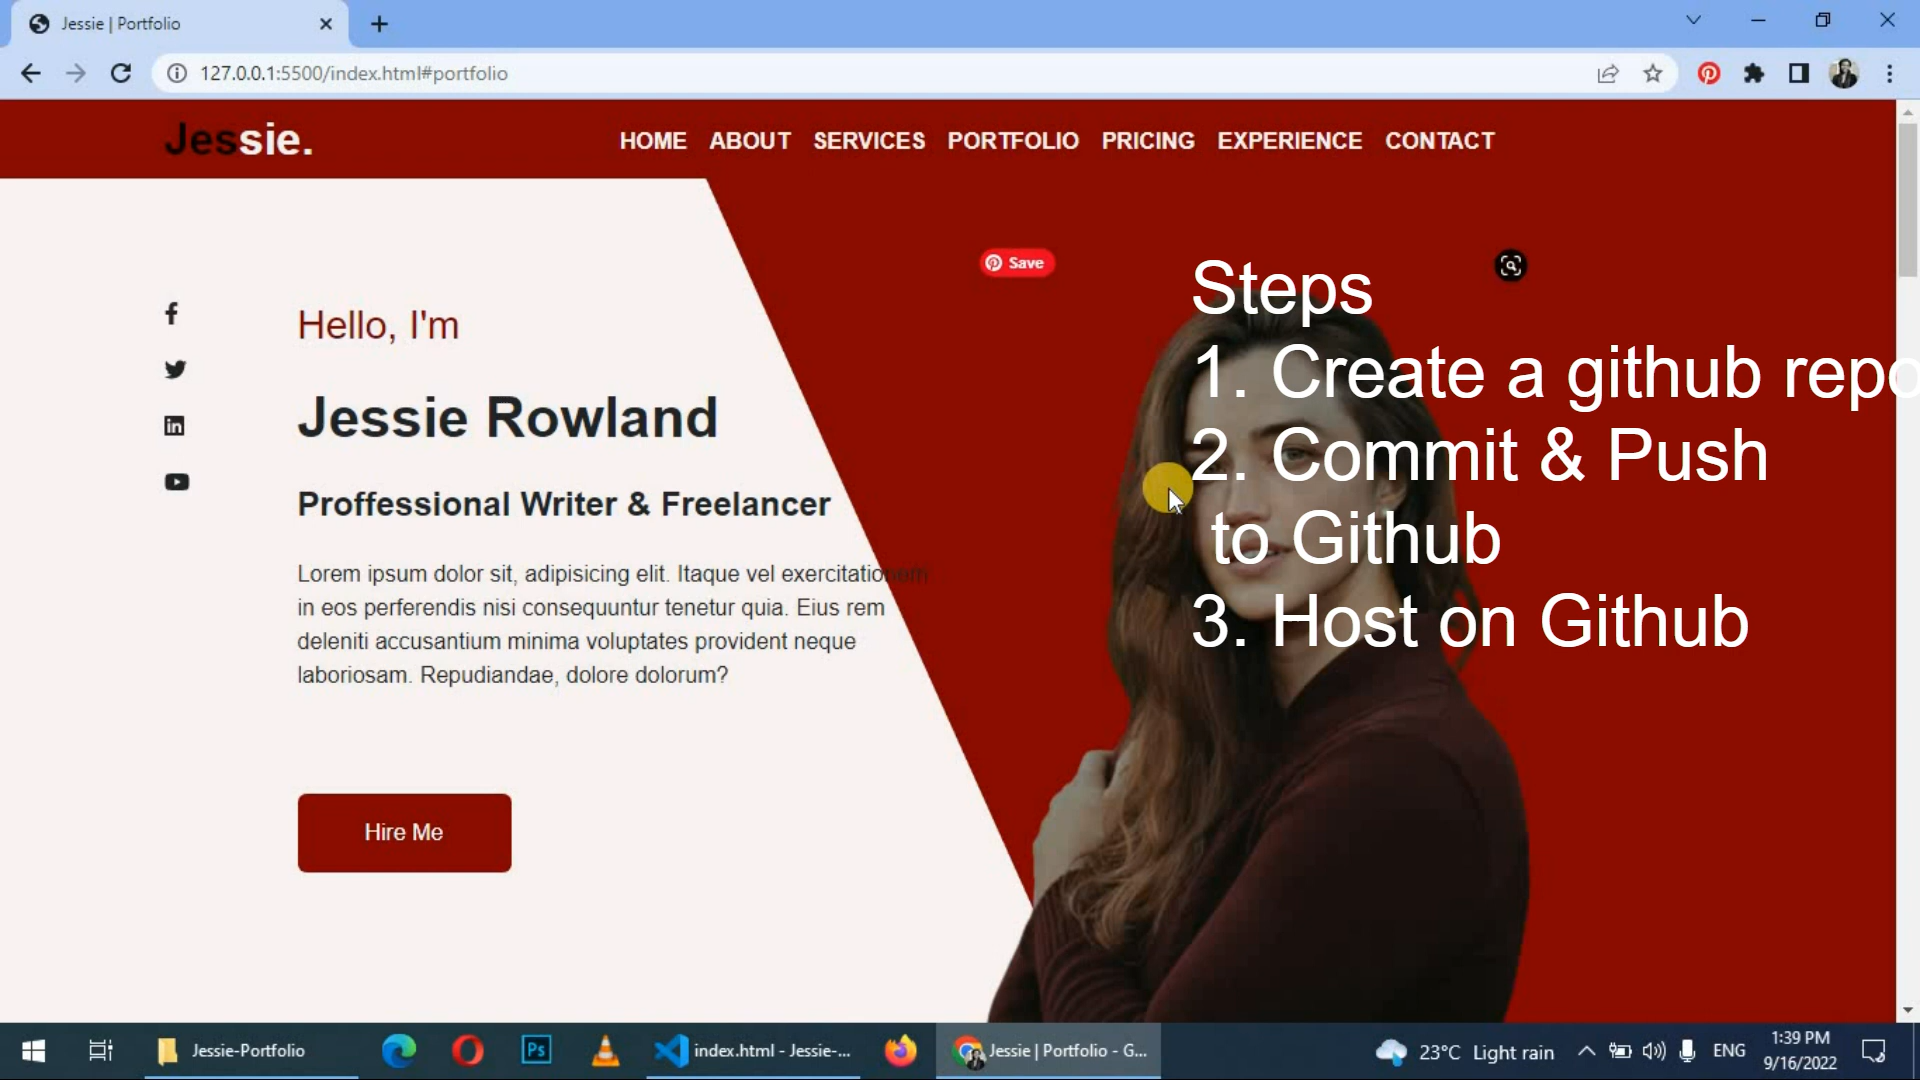 Jessie | Portfolio
127.0.0.1:5500/index.html#portfolio
Jessie.
HOME ABOUT SERVICES PORTFOLIO PRICING EXPERIENCE CONTACT
Save
Steps
1. Create a github repo
2. Commit & Push
to Github
3. Host on Github
Hello, I'm
Jessie Rowland
Proffessional Writer & Freelancer
Lorem ipsum dolor sit, adipisicing elit. Itaque vel exercitationem
in eos perferendis nisi consequuntur tenetur quia. Eius rem
deleniti accusantium minima voluptates provident neque
laboriosam. Repudiandae, dolore dolorum?
Hire Me
Jessie-Portfolio
Ps
index.html - Jessie-...
Jessie | Portfolio - G...
23°C Light rain
ENG
1:39 PM
9/16/2022